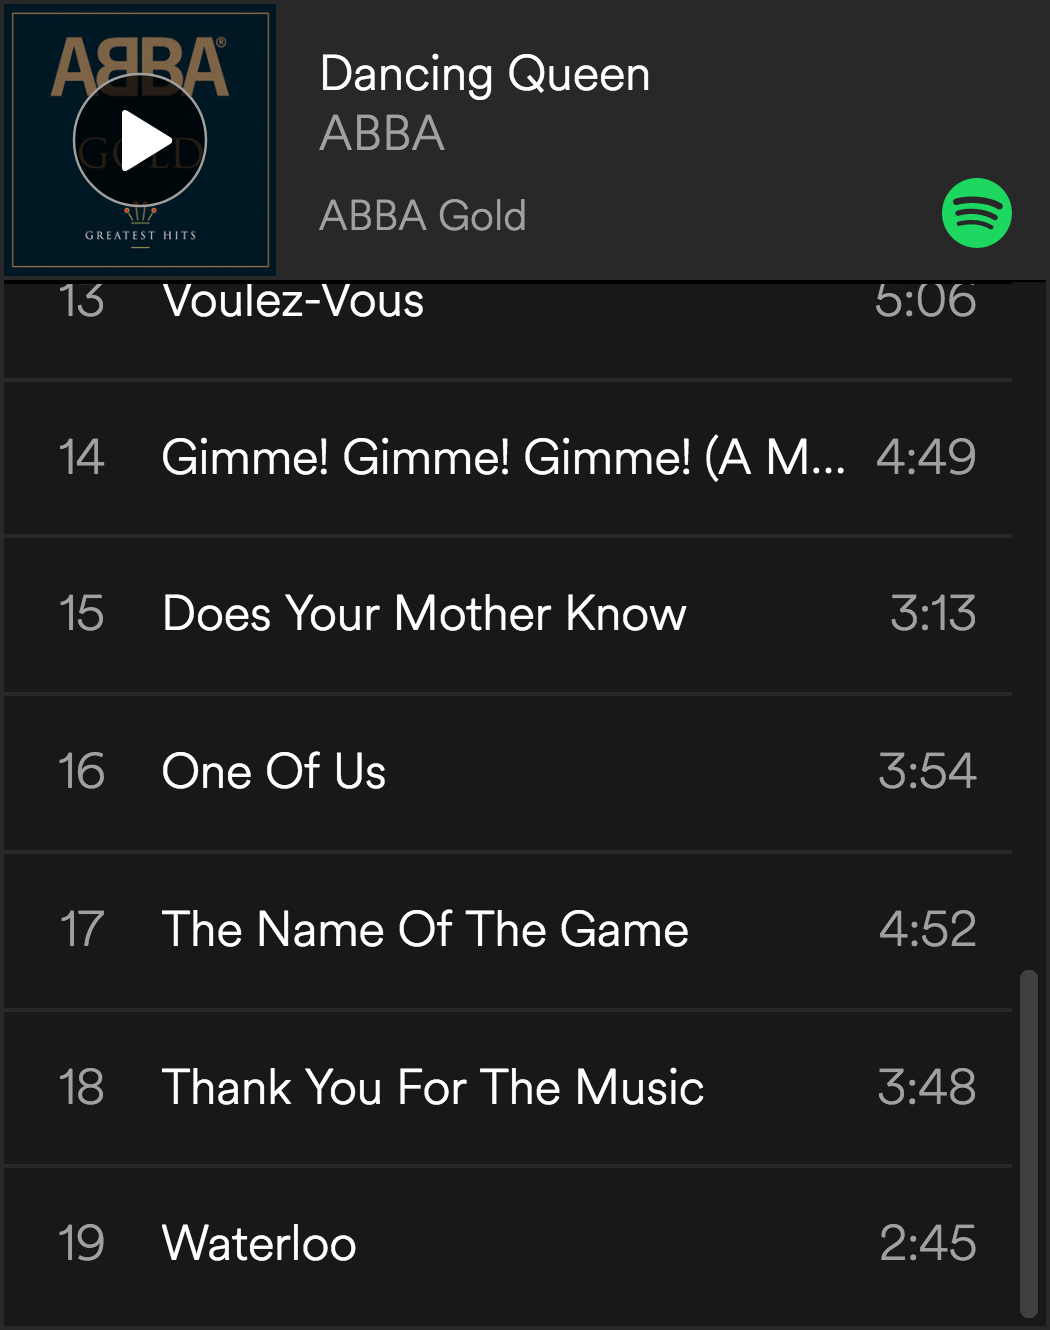 ABBA®
GOLD
GREATEST HITS
Dancing Queen
ABBA
ABBA Gold
13 Voulez-Vous 5:06
14 Gimme! Gimme! Gimme! (A M... 4:49
15 Does Your Mother Know 3:13
16 One Of Us 3:54
17 The Name Of The Game 4:52
18 Thank You For The Music 3:48
19 Waterloo 2:45